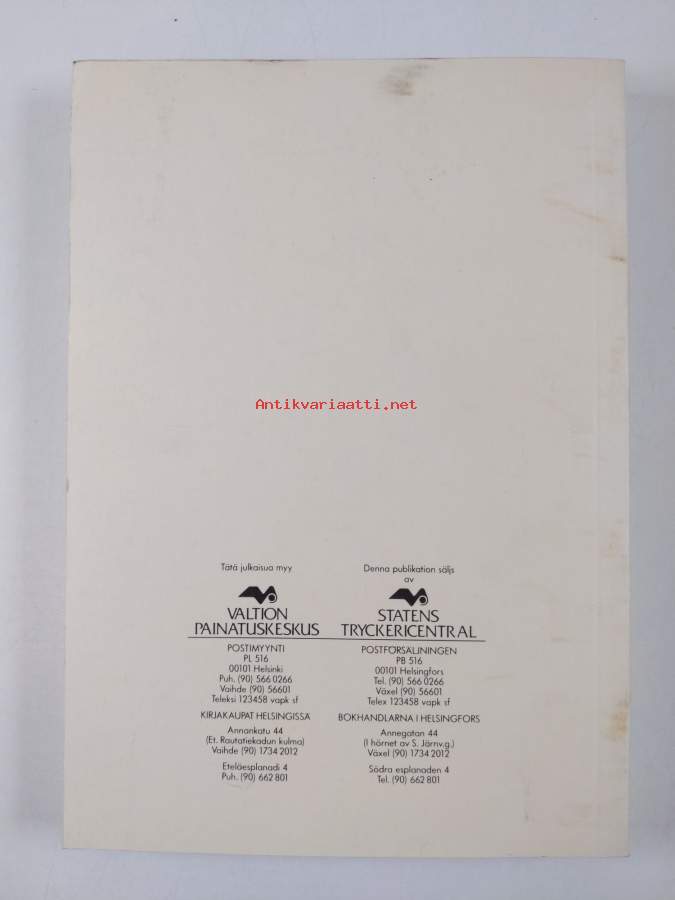 Antikvariaatti.net
Tätä julkaisua myy
VALTION
PAINATUSKESKUS
POSTIMYYNTI
PL 516
00101 Helsinki
Puh. (90) 566 0266
Vaihde (90) 56601
Teleksi 123458 vapk sf
KIRJAKAUPAT HELSINGISSÄ
Annankatu 44
(Et. Rautatiekadun kulma)
Vaihde (90) 1734 2012
Eteläesplanadi 4
Puh. (90) 662 801
Denna publikation säljs
av
STATENS
TRYCKERICENTRAL
POSTFÖRSÄLJNINGEN
PB 516
00101 Helsingfors
Tel. (90) 566 0266
Växel (90) 56601
Telex 123458 vapk sf
BOKHANDLARNA I HELSINGFORS
Annegatan 44
(I hörnet av S. Järnv.g.)
Växel (90) 1734 2012
Södra esplanaden 4
Tel. (90) 662 801